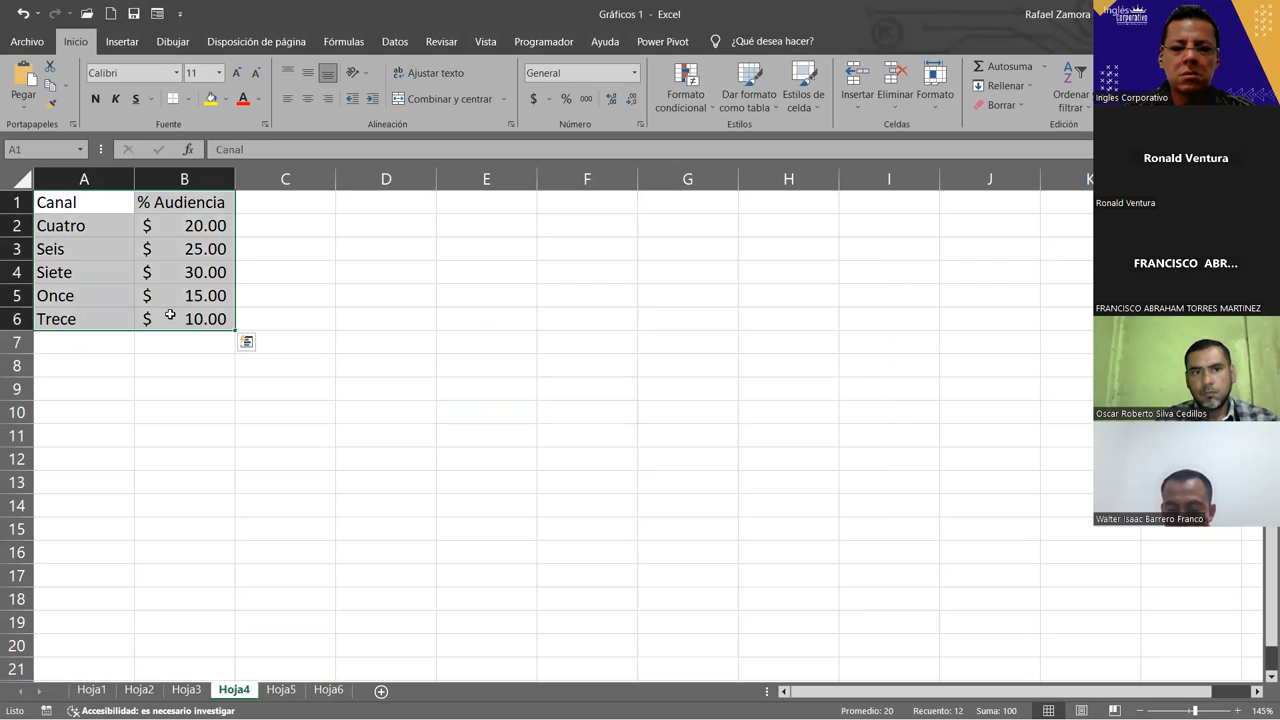 Gráficos 1 - Excel
Rafael Zamora
Archivo Inicio Insertar Dibujar Disposición de página Fórmulas Datos Revisar Vista Programador Ayuda Power Pivot ¿Qué desea hacer?
Pegar
Calibri 11
N K S
Ajustar texto
Combinar y centrar
General
$ % 000
Formato condicional
Dar formato como tabla
Estilos de celda
Insertar Eliminar Formato
Autosuma
Rellenar
Borrar
Ordenar filtrar
Portapapeles Fuente Alineación Número Estilos Celdas Edición
A1 fx Canal
A B C D E F G H I J K
1 Canal % Audiencia
2 Cuatro $ 20.00
3 Seis $ 25.00
4 Siete $ 30.00
5 Once $ 15.00
6 Trece $ 10.00
7
8
9
10
11
12
13
14
15
16
17
18
19
20
21
Hoja1 Hoja2 Hoja3 Hoja4 Hoja5 Hoja6
Listo Accesibilidad: es necesario investigar Promedio: 20 Recuento: 12 Suma: 100 145%
Inglés Corporativo
Ingles Corporativo
Ronald Ventura
Ronald Ventura
FRANCISCO ABR...
FRANCISCO ABRAHAM TORRES MARTINEZ
Oscar Roberto Silva Cedillos
Walter Isaac Barrero Franco